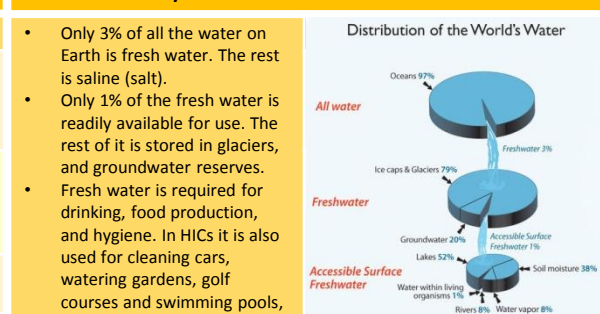 • Only 3% of all the water on
Earth is fresh water. The rest
is saline (salt).
• Only 1% of the fresh water is
readily available for use. The
rest of it is stored in glaciers,
and groundwater reserves.
• Fresh water is required for
drinking, food production,
and hygiene. In HICs it is also
used for cleaning cars,
watering gardens, golf
courses and swimming pools,
Distribution of the World's Water
Oceans 97%
All water
Freshwater 3%
Ice caps & Glaciers 79%
Freshwater
Groundwater 20%
Accessible Surface
Freshwater 1%
Lakes 52%
Accessible Surface
Freshwater
Soil moisture 38%
Water within living
organisms 1%
Rivers 8%
Water vapor 8%